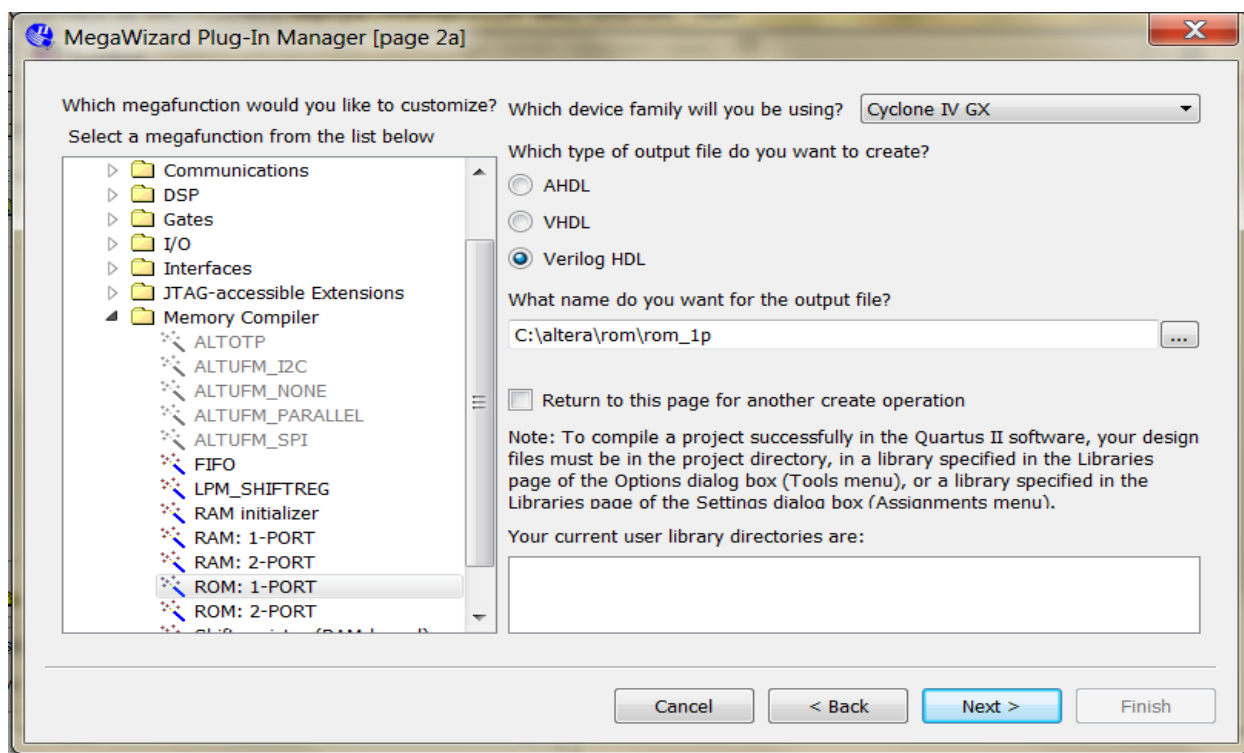 MegaWizard Plug-In Manager [page 2a]
Which megafunction would you like to customize?
Select a megafunction from the list below
Communications
DSP
Gates
I/O
Interfaces
JTAG-accessible Extensions
Memory Compiler
ALTOTP
ALTUFM_I2C
ALTUFM_NONE
ALTUFM_PARALLEL
ALTUFM_SPI
FIFO
LPM_SHIFTREG
RAM initializer
RAM: 1-PORT
RAM: 2-PORT
ROM: 1-PORT
ROM: 2-PORT
Which device family will you be using?
Cyclone IV GX
Which type of output file do you want to create?
AHDL
VHDL
Verilog HDL
What name do you want for the output file?
C:\altera\rom\rom_1p
...
Return to this page for another create operation
Note: To compile a project successfully in the Quartus II software, your design
files must be in the project directory, in a library specified in the Libraries
page of the Options dialog box (Tools menu), or a library specified in the
Libraries page of the Settings dialog box (Assignments menu).
Your current user library directories are:
Cancel
< Back
Next >
Finish